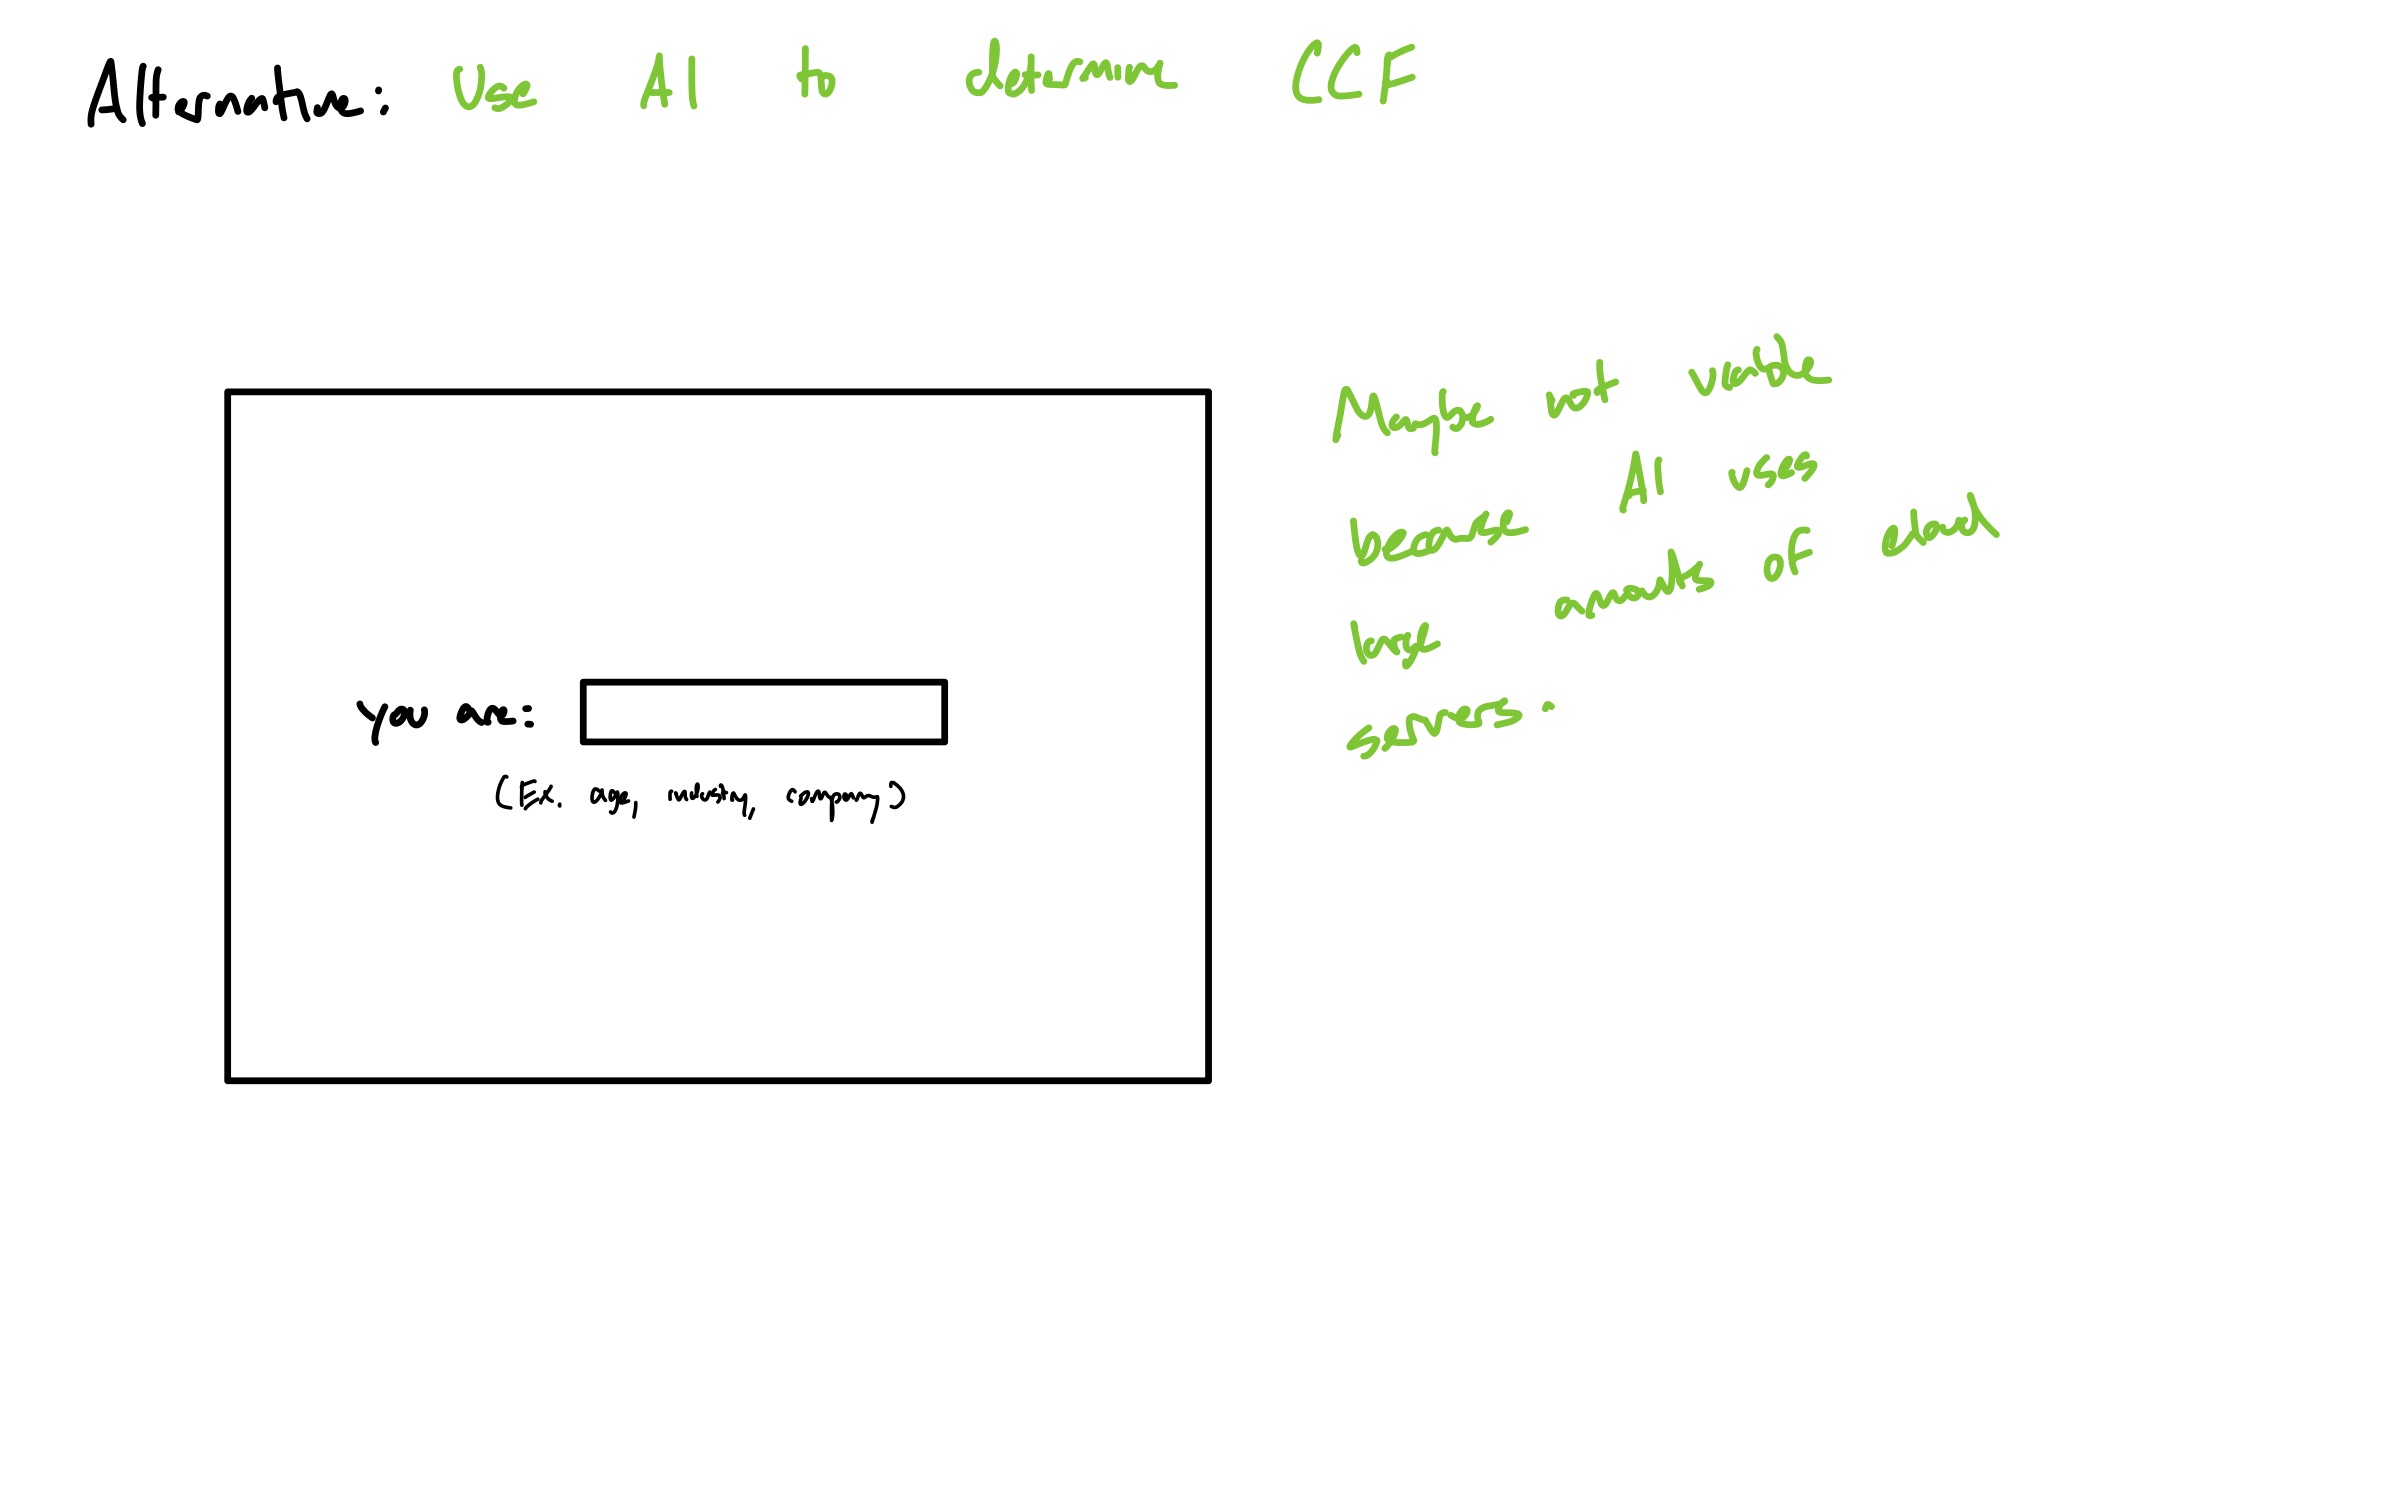 Alternative: Use AI to determine CCF
Maybe not viable
because AI uses
large amounts of cloud
servers.
You are:
(Ex. age, industry, company)